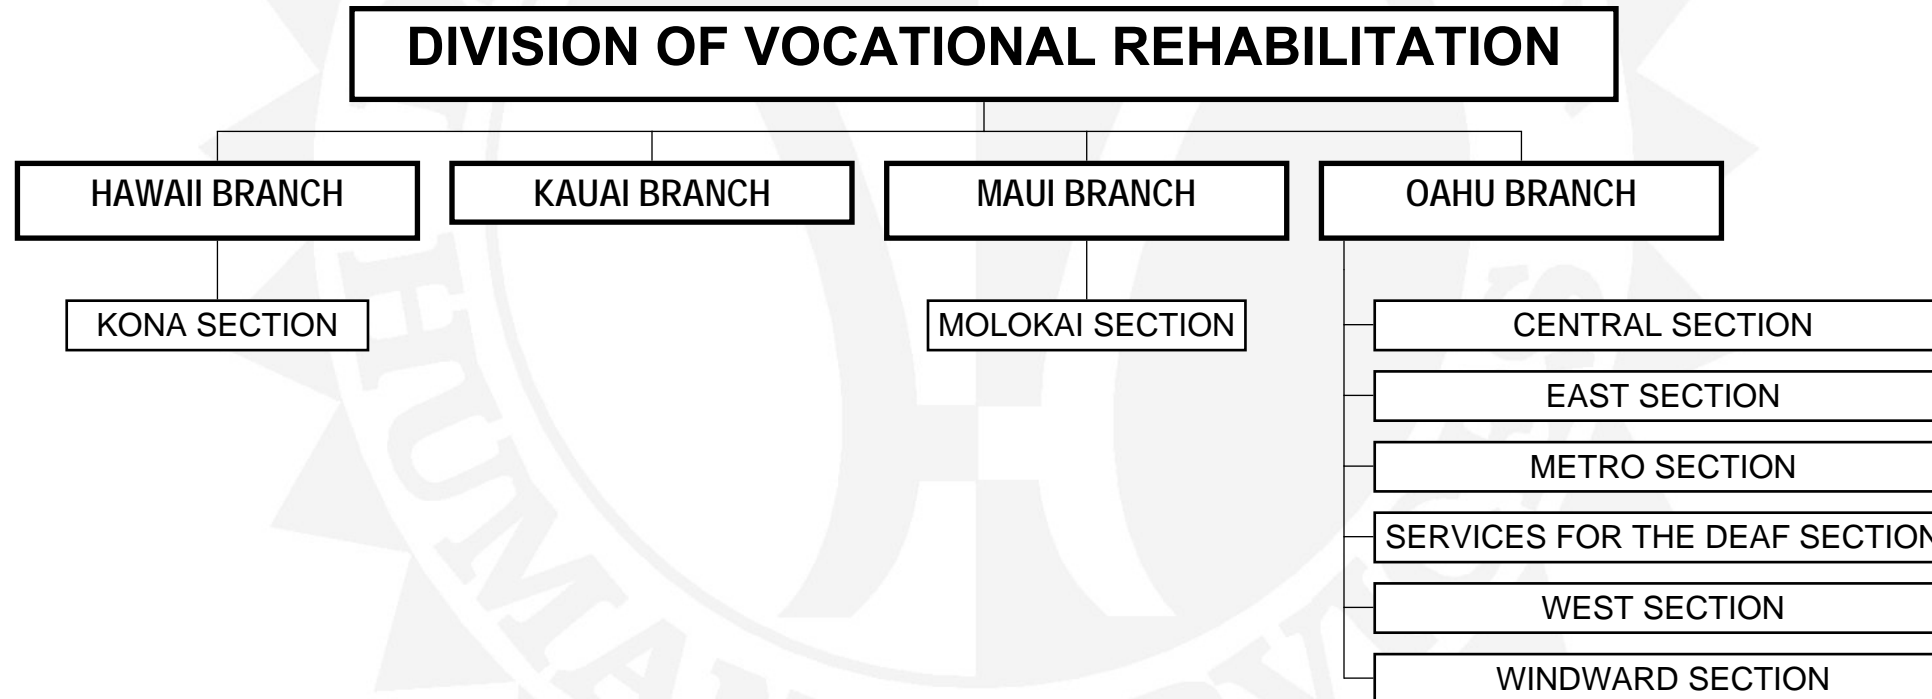 DIVISION OF VOCATIONAL REHABILITATION
HAWAII BRANCH
KAUAI BRANCH
MAUI BRANCH
OAHU BRANCH
KONA SECTION
MOLOKAI SECTION
CENTRAL SECTION
EAST SECTION
METRO SECTION
SERVICES FOR THE DEAF SECTION
WEST SECTION
WINDWARD SECTION